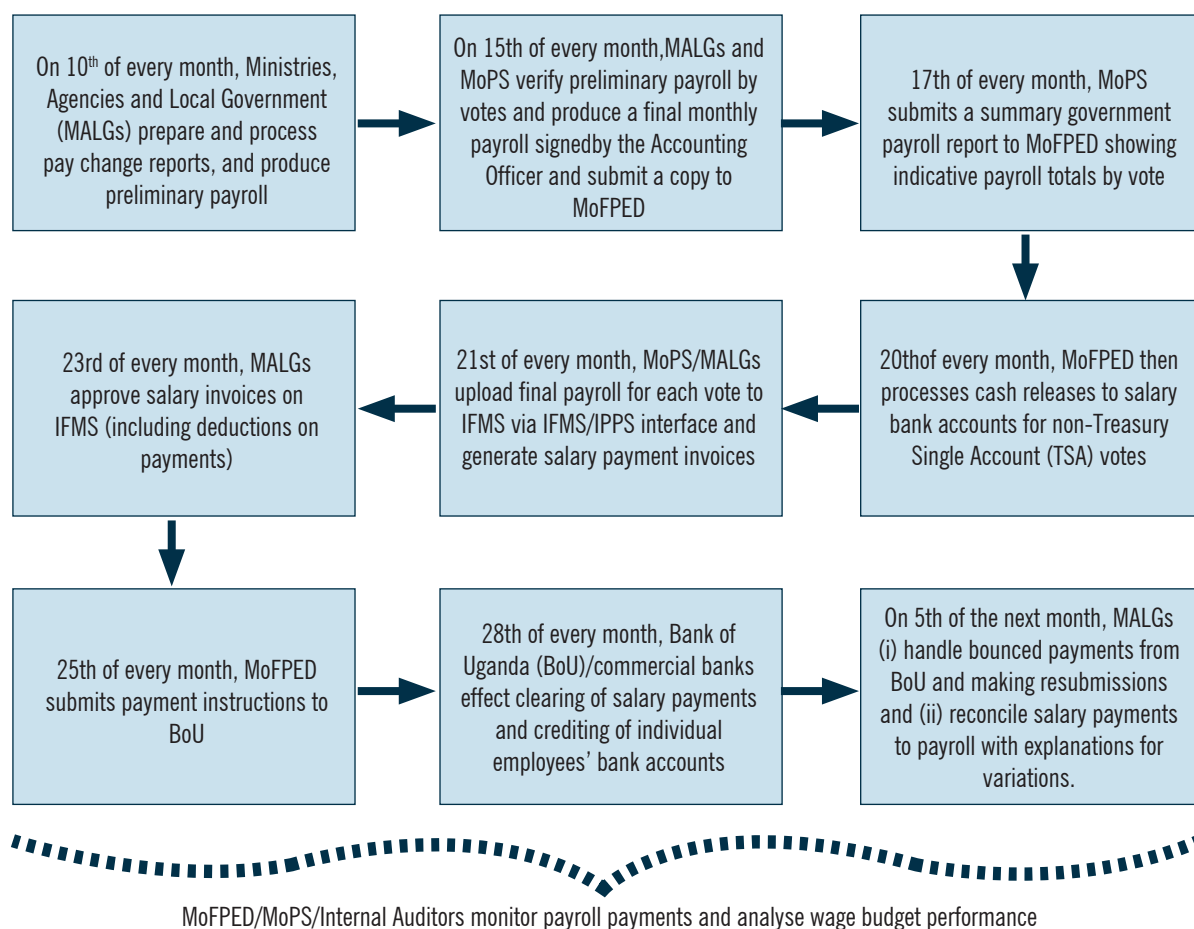 On 10th of every month, Ministries,
Agencies and Local Government
(MALGs) prepare and process
pay change reports, and produce
preliminary payroll
On 15th of every month,MALGs and
MoPS verify preliminary payroll by
votes and produce a final monthly
payroll signedby the Accounting
Officer and submit a copy to
MoFPED
17th of every month, MoPS
submits a summary government
payroll report to MoFPED showing
indicative payroll totals by vote
20thof every month, MoFPED then
processes cash releases to salary
bank accounts for non-Treasury
Single Account (TSA) votes
21st of every month, MoPS/MALGs
upload final payroll for each vote to
IFMS via IFMS/IPPS interface and
generate salary payment invoices
23rd of every month, MALGs
approve salary invoices on
IFMS (including deductions on
payments)
25th of every month, MoFPED
submits payment instructions to
BoU
28th of every month, Bank of
Uganda (BoU)/commercial banks
effect clearing of salary payments
and crediting of individual
employees’ bank accounts
On 5th of the next month, MALGs
(i) handle bounced payments from
BoU and making resubmissions
and (ii) reconcile salary payments
to payroll with explanations for
variations.
MoFPED/MoPS/Internal Auditors monitor payroll payments and analyse wage budget performance